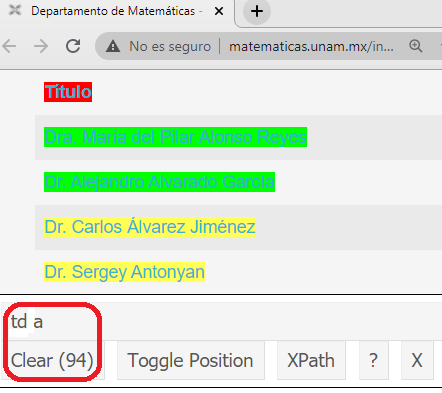 Departamento de Matemáticas -
No es seguro | matematicas.unam.mx/in...
Título
Dra. María del Pilar Alonso Reyes
Dr. Alejandro Alvarado García
Dr. Carlos Álvarez Jiménez
Dr. Sergey Antonyan
td a
Clear (94) Toggle Position XPath ? X